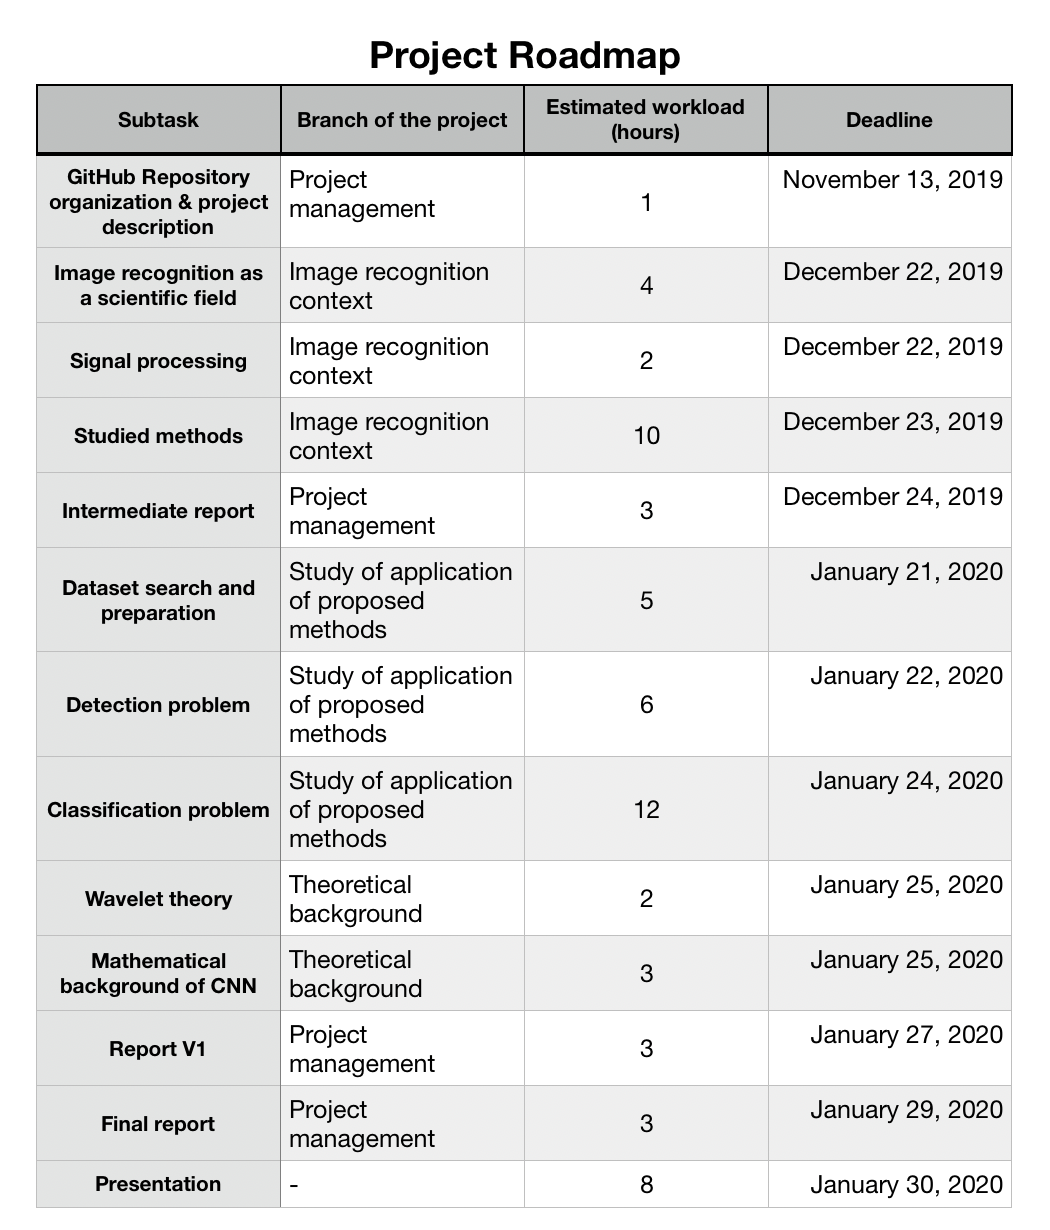 Project Roadmap
Subtask
Branch of the project
Estimated workload
(hours)
Deadline
GitHub Repository
organization & project
description
Project
management
1
November 13, 2019
Image recognition as
a scientific field
Image recognition
context
4
December 22, 2019
Signal processing
Image recognition
context
2
December 22, 2019
Studied methods
Image recognition
context
10
December 23, 2019
Intermediate report
Project
management
3
December 24, 2019
Dataset search and
preparation
Study of application
of proposed
methods
5
January 21, 2020
Detection problem
Study of application
of proposed
methods
6
January 22, 2020
Classification problem
Study of application
of proposed
methods
12
January 24, 2020
Wavelet theory
Theoretical
background
2
January 25, 2020
Mathematical
background of CNN
Theoretical
background
3
January 25, 2020
Report V1
Project
management
3
January 27, 2020
Final report
Project
management
3
January 29, 2020
Presentation
-
8
January 30, 2020